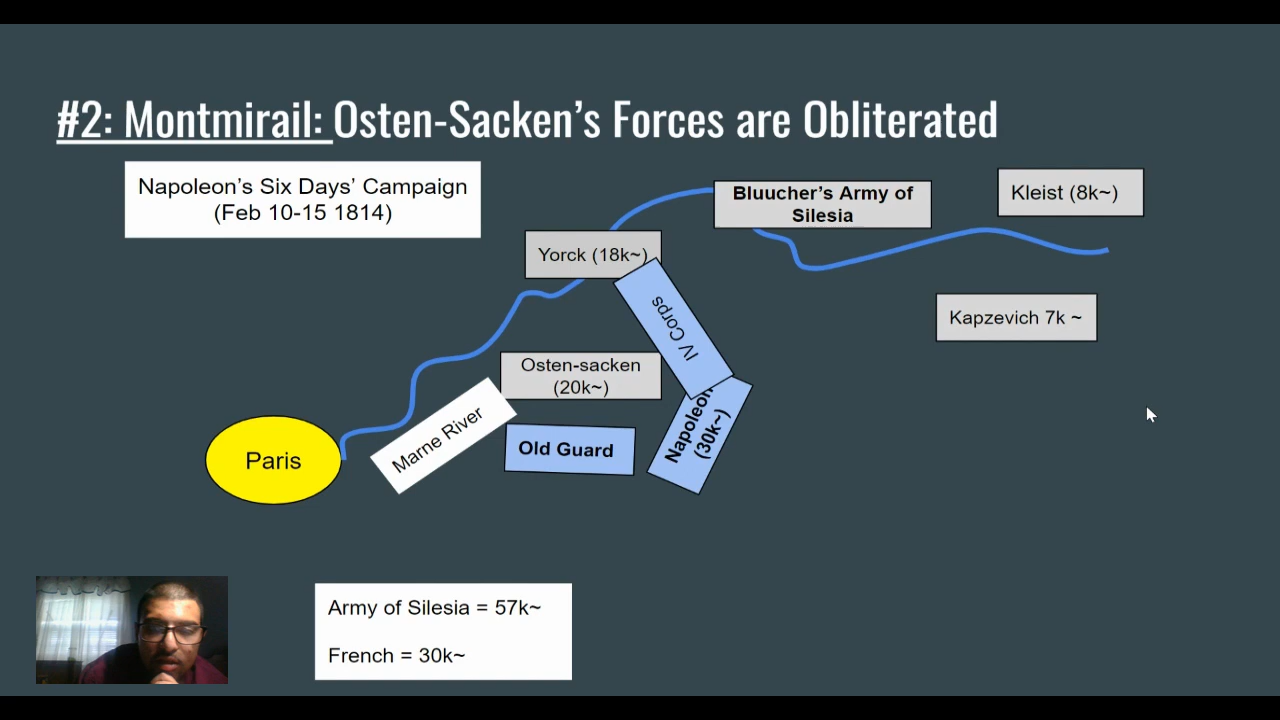 #2: Montmirail: Osten-Sacken’s Forces are Obliterated
Napoleon’s Six Days’ Campaign
(Feb 10-15 1814)
Bluucher’s Army of
Silesia
Kleist (8k~)
Yorck (18k~)
IV Corps
Kapzevich 7k ~
Osten-sacken
(20k~)
Napoleon
(30k~)
Marne River
Old Guard
Paris
Army of Silesia = 57k~
French = 30k~